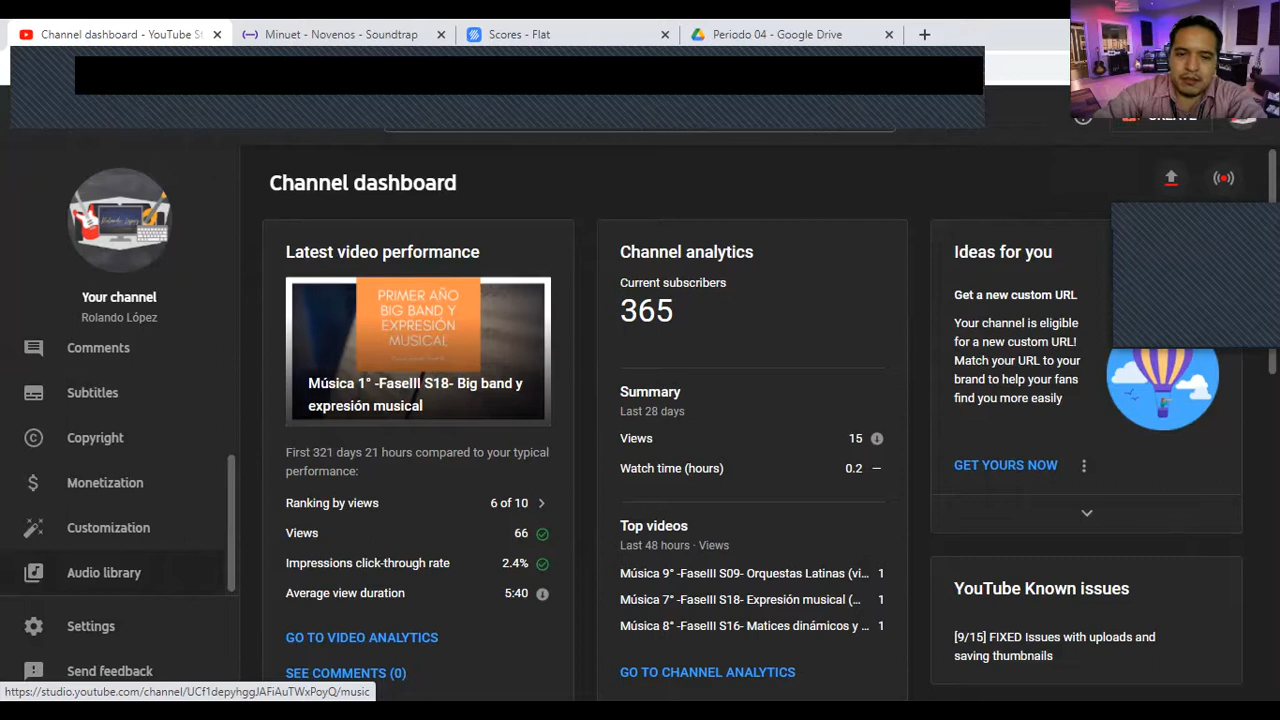 Channel dashboard - YouTube S
Minuet - Novenos - Soundtrap
Scores - Flat
Periodo 04 - Google Drive
CREATE
Rolando López
Your channel
Rolando López
Comments
Subtitles
Copyright
Monetization
Customization
Audio library
Settings
Send feedback
https://studio.youtube.com/channel/UCf1depyhggJAFiAuTWxPoyQ/music
Channel dashboard
Latest video performance
PRIMER AÑO
BIG BAND Y
EXPRESIÓN
MUSICAL
Música 1° -FaseIII S18- Big band y
expresión musical
First 321 days 21 hours compared to your typical
performance:
Ranking by views 6 of 10
Views 66
Impressions click-through rate 2.4%
Average view duration 5:40
GO TO VIDEO ANALYTICS
SEE COMMENTS (0)
Channel analytics
Current subscribers
365
Summary
Last 28 days
Views 15
Watch time (hours) 0.2 —
Top videos
Last 48 hours · Views
Música 9° -FaseIII S09- Orquestas Latinas (vi... 1
Música 7° -FaseIII S18- Expresión musical (... 1
Música 8° -FaseIII S16- Matices dinámicos y ... 1
GO TO CHANNEL ANALYTICS
Ideas for you
Get a new custom URL
Your channel is eligible
for a new custom URL!
Match your URL to your
brand to help your fans
find you more easily
GET YOURS NOW
YouTube Known issues
[9/15] FIXED Issues with uploads and
saving thumbnails